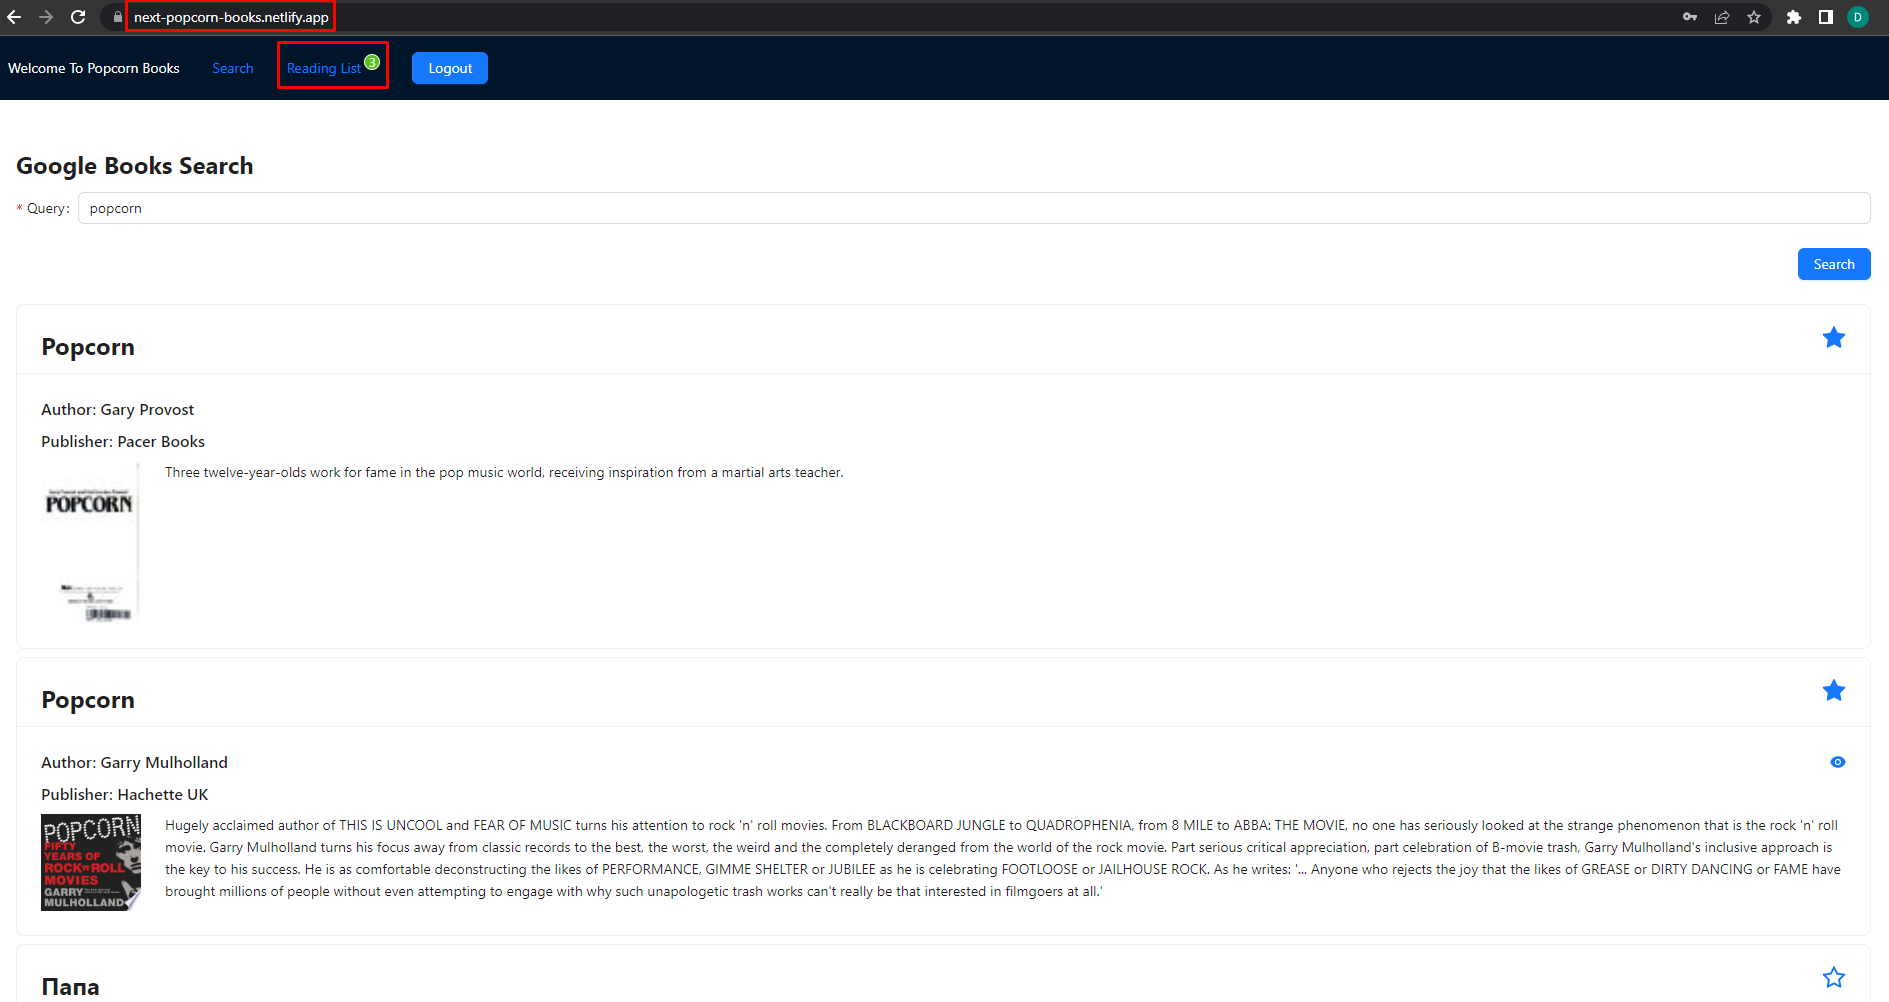 next-popcorn-books.netlify.app
D
Welcome To Popcorn Books Search Reading List 3 Logout
Google Books Search
* Query: popcorn
Search
Popcorn
Author: Gary Provost
Publisher: Pacer Books
Three twelve-year-olds work for fame in the pop music world, receiving inspiration from a martial arts teacher.
POPCORN
Popcorn
Author: Garry Mulholland
Publisher: Hachette UK
POPCORN
FIFTY
YEARS OF
ROCK'N'ROLL
MOVIES
GARRY
MULHOLLAND
Hugely acclaimed author of THIS IS UNCOOL and FEAR OF MUSIC turns his attention to rock 'n' roll movies. From BLACKBOARD JUNGLE to QUADROPHENIA, from 8 MILE to ABBA: THE MOVIE, no one has seriously looked at the strange phenomenon that is the rock 'n' roll
movie. Garry Mulholland turns his focus away from classic records to the best, the worst, the weird and the completely deranged from the world of the rock movie. Part serious critical appreciation, part celebration of B-movie trash, Garry Mulholland's inclusive approach is
the key to his success. He is as comfortable deconstructing the likes of PERFORMANCE, GIMME SHELTER or JUBILEE as he is celebrating FOOTLOOSE or JAILHOUSE ROCK. As he writes: '... Anyone who rejects the joy that the likes of GREASE or DIRTY DANCING or FAME have
brought millions of people without even attempting to engage with why such unapologetic trash works can't really be that interested in filmgoers at all.'
Папа